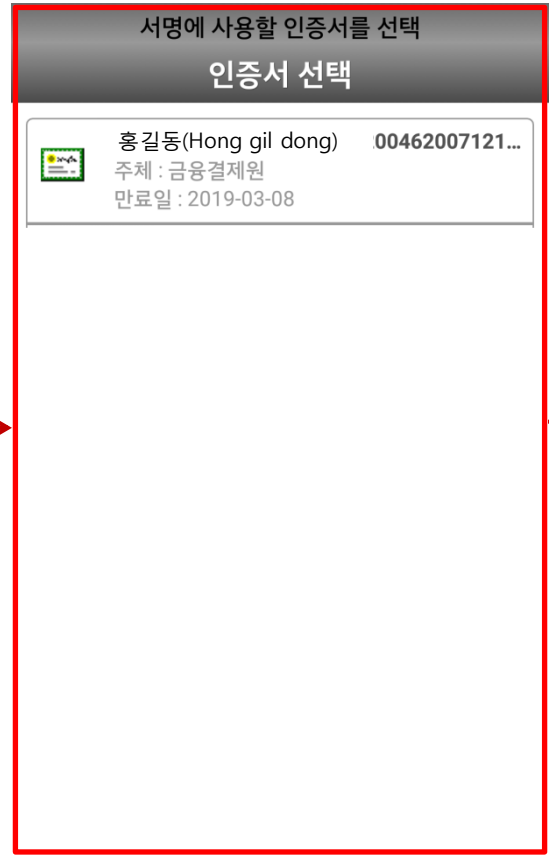 서명에 사용할 인증서를 선택
인증서 선택
홍길동(Hong gil dong) 00462007121...
주체 : 금융결제원
만료일 : 2019-03-08